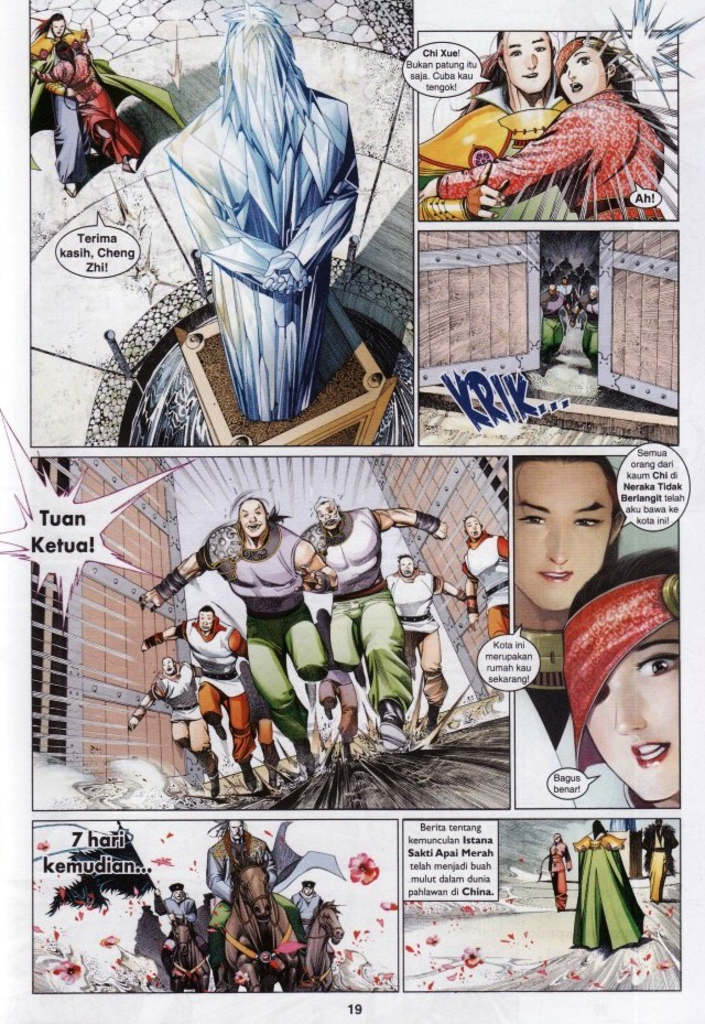 Terima
kasih, Cheng
Zhi!
Chi Xue!
Bukan patung itu
saja. Cuba kau
tengok!
Ah!
KRIK...
Tuan
Ketua!
Semua
orang dari
kaum Chi di
Neraka Tidak
Berlangit telah
aku bawa ke
kota ini!
Kota ini
merupakan
rumah kau
sekarang!
Bagus
benar!
7 hari
kemudian...
Berita tentang
kemunculan Istana
Sakti Apai Merah
telah menjadi buah
mulut dalam dunia
pahlawan di China.
19